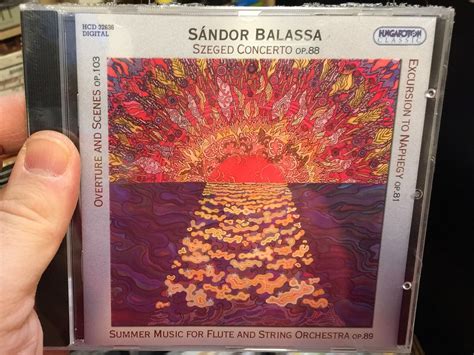 HCD 32636
DIGITAL
SÁNDOR BALASSA
SZEGED CONCERTO OP.88
HUNGAROTON
CLASSIC
OVERTURE AND SCENES OP.103
EXCURSION TO NAPHEGY OP.81
SUMMER MUSIC FOR FLUTE AND STRING ORCHESTRA OP.89